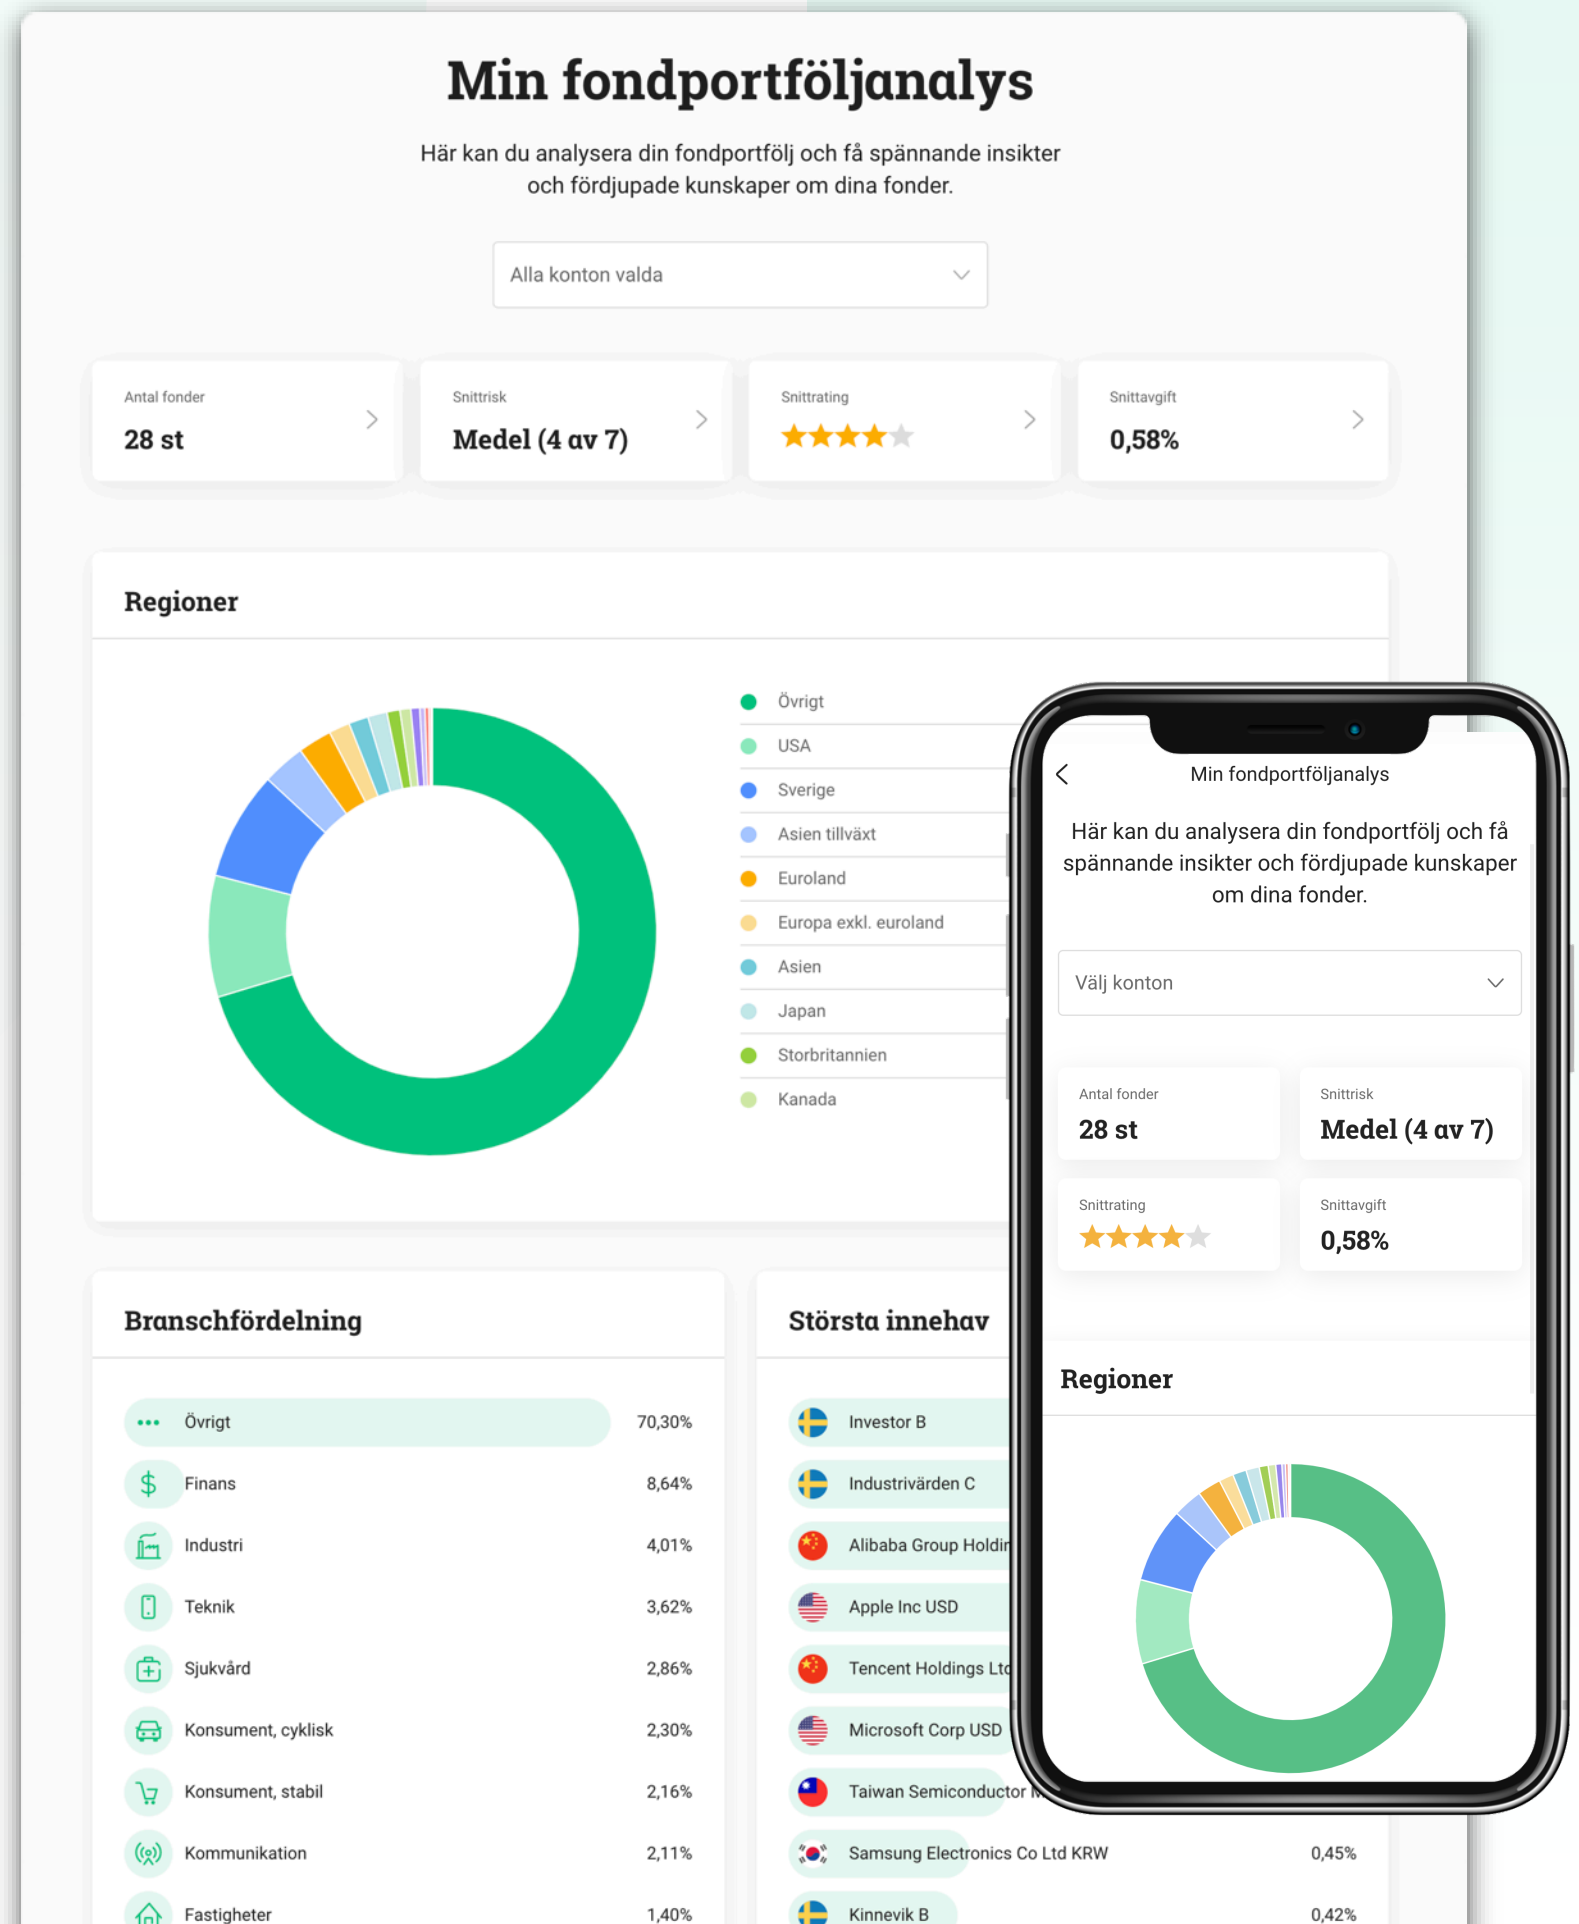 Min fondportföljanalys
Här kan du analysera din fondportfölj och få spännande insikter
och fördjupade kunskaper om dina fonder.
Alla konton valda
Antal fonder
28 st
Snittrisk
Medel (4 av 7)
Snittrating
Snittavgift
0,58%
Regioner
Övrigt
USA
Sverige
Asien tillväxt
Euroland
Europa exkl. euroland
Asien
Japan
Storbritannien
Kanada
Branschfördelning
Övrigt 70,30%
Finans 8,64%
Industri 4,01%
Teknik 3,62%
Sjukvård 2,86%
Konsument, cyklisk 2,30%
Konsument, stabil 2,16%
Kommunikation 2,11%
Fastigheter 1,40%
Största innehav
Investor B
Industrivärden C
Alibaba Group
Apple Inc USD
Tencent Holdings
Microsoft Corp USD
Taiwan Semiconductor
Samsung Electronics Co Ltd KRW 0,45%
Kinnevik B 0,42%
Min fondportföljanalys
Här kan du analysera din fondportfölj och få
spännande insikter och fördjupade kunskaper
om dina fonder.
Välj konton
Antal fonder
28 st
Snittrisk
Medel (4 av 7)
Snittrating
Snittavgift
0,58%
Regioner